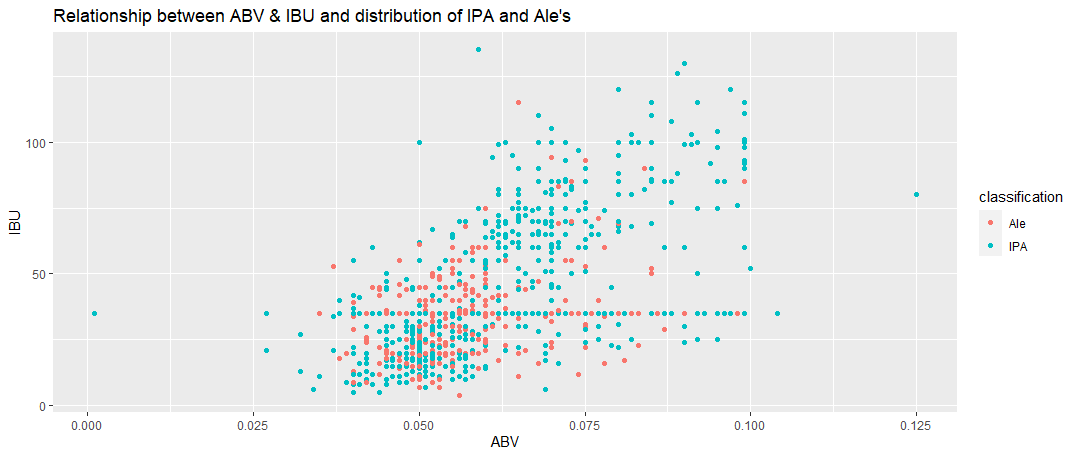 Relationship between ABV & IBU and distribution of IPA and Ale's
IBU
100
50
0
0.000 0.025 0.050 0.075 0.100 0.125
ABV
classification
Ale
IPA